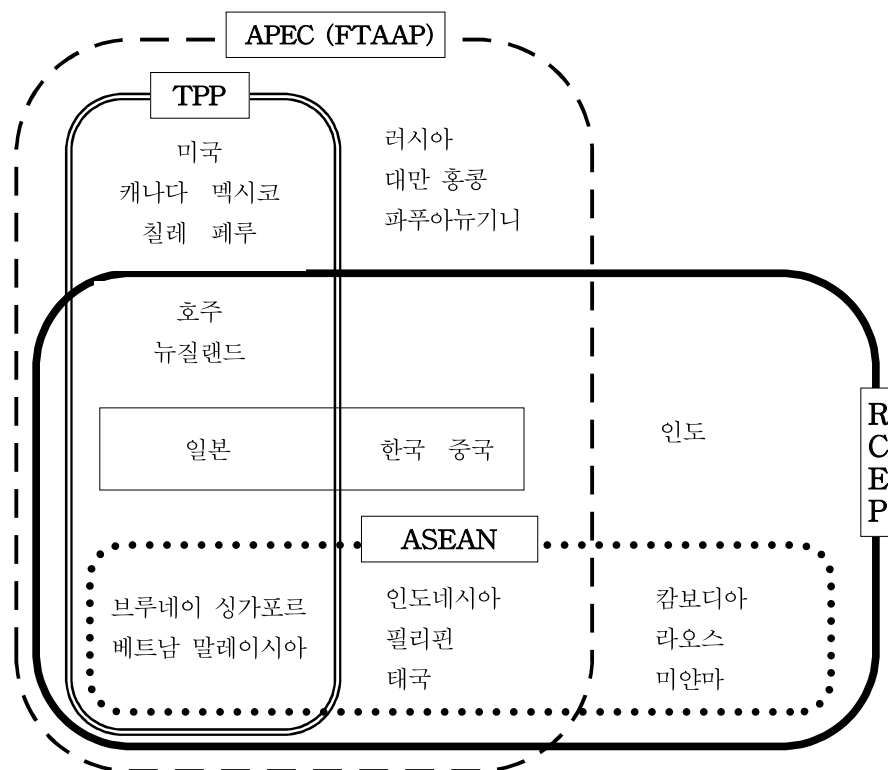 APEC (FTAAP)
TPP
미국
캐나다 멕시코
칠레 페루
러시아
대만 홍콩
파푸아뉴기니
호주
뉴질랜드
일본
한국 중국
인도
RCEP
ASEAN
브루네이 싱가포르
베트남 말레이시아
인도네시아
필리핀
태국
캄보디아
라오스
미얀마